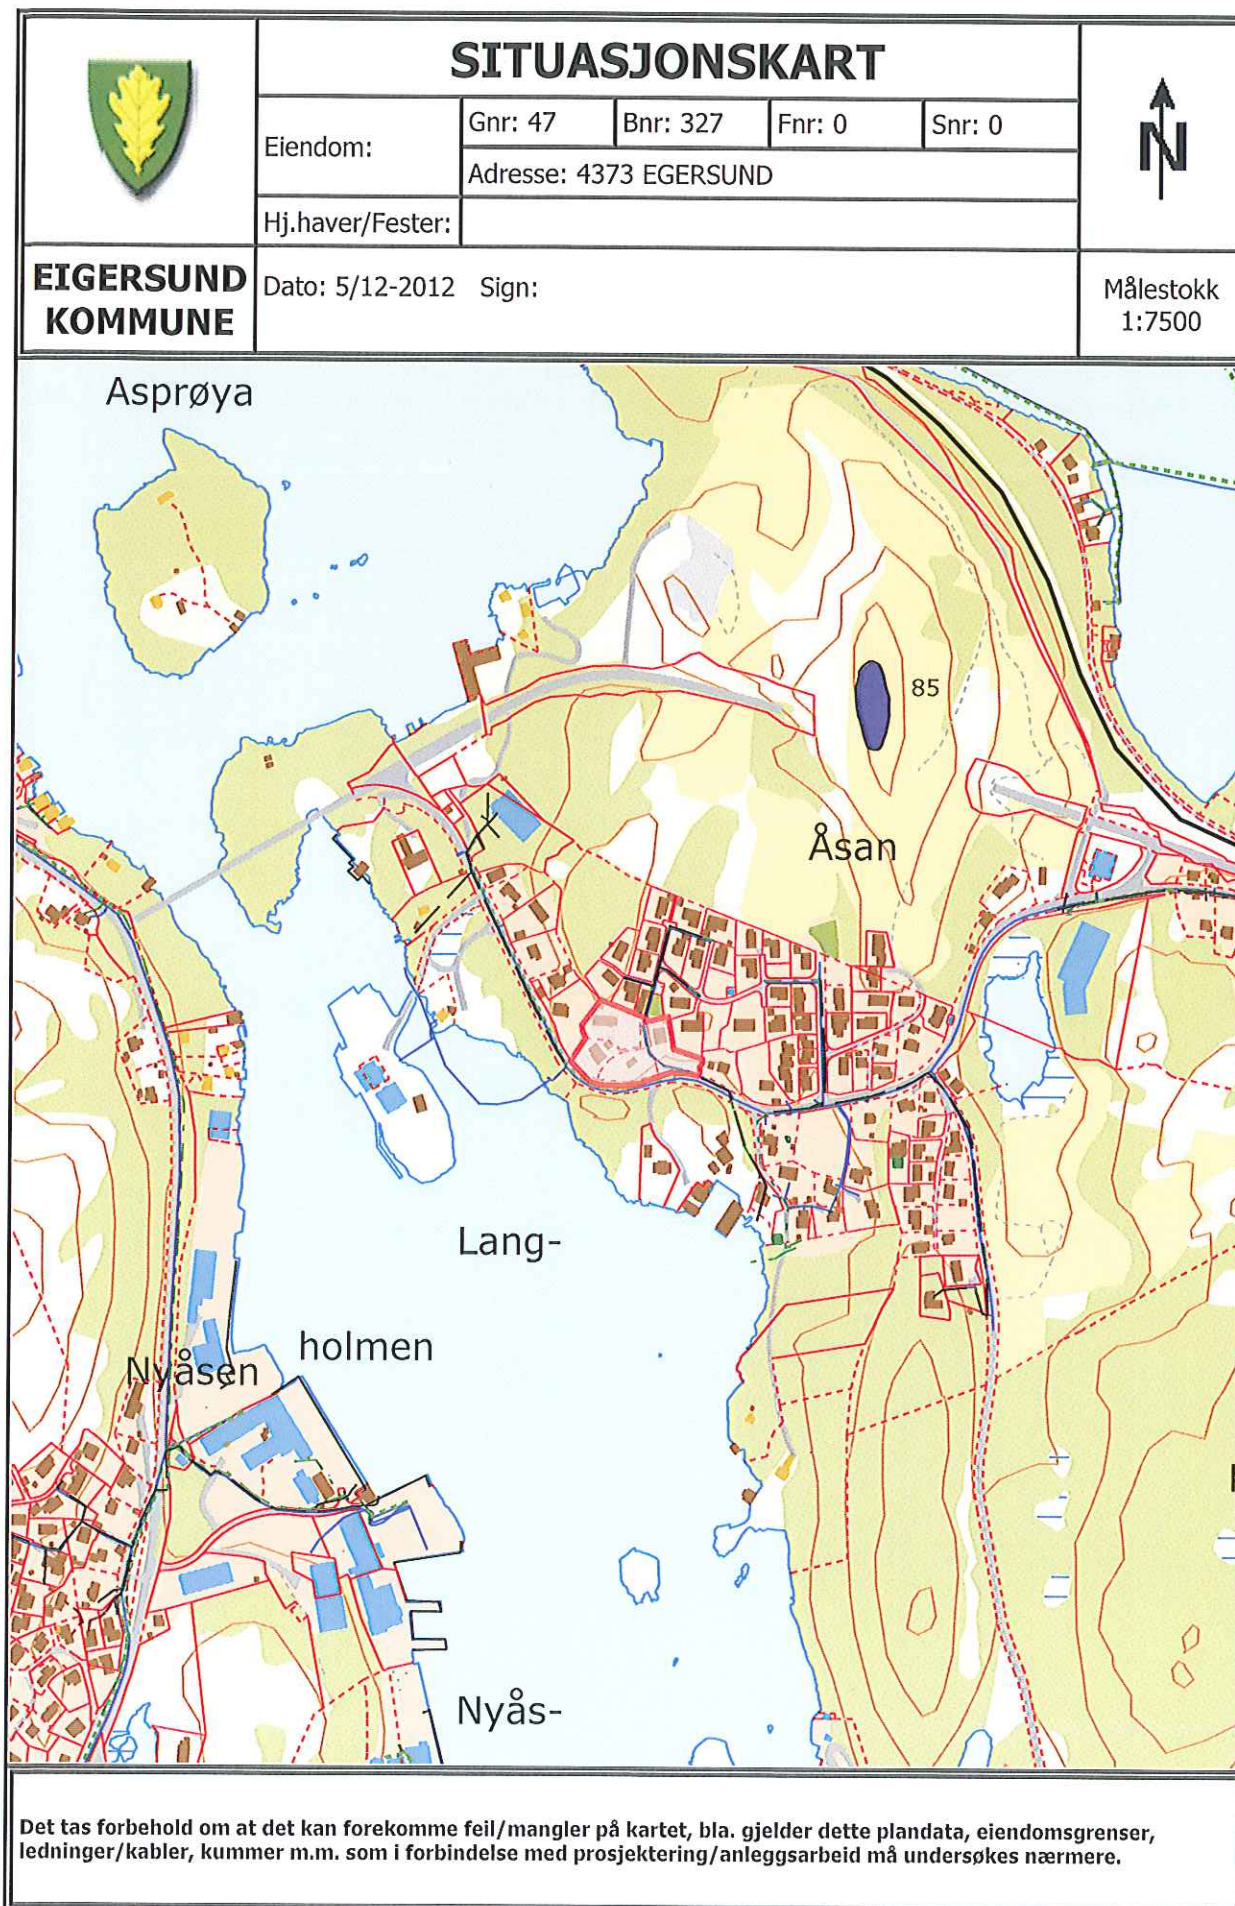 SITUASJONSKART
Eiendom:
Gnr: 47
Bnr: 327
Fnr: 0
Snr: 0
Adresse: 4373 EGERSUND
Hj.haver/Fester:
N
EIGERSUND
KOMMUNE
Dato: 5/12-2012 Sign:
Målestokk
1:7500
Asprøya
85
Åsan
Lang-
holmen
Nyåsen
Nyås-
Det tas forbehold om at det kan forekomme feil/mangler på kartet, bla. gjelder dette plandata, eiendomsgrenser,
ledninger/kabler, kummer m.m. som i forbindelse med prosjektering/anleggsarbeid må undersøkes nærmere.